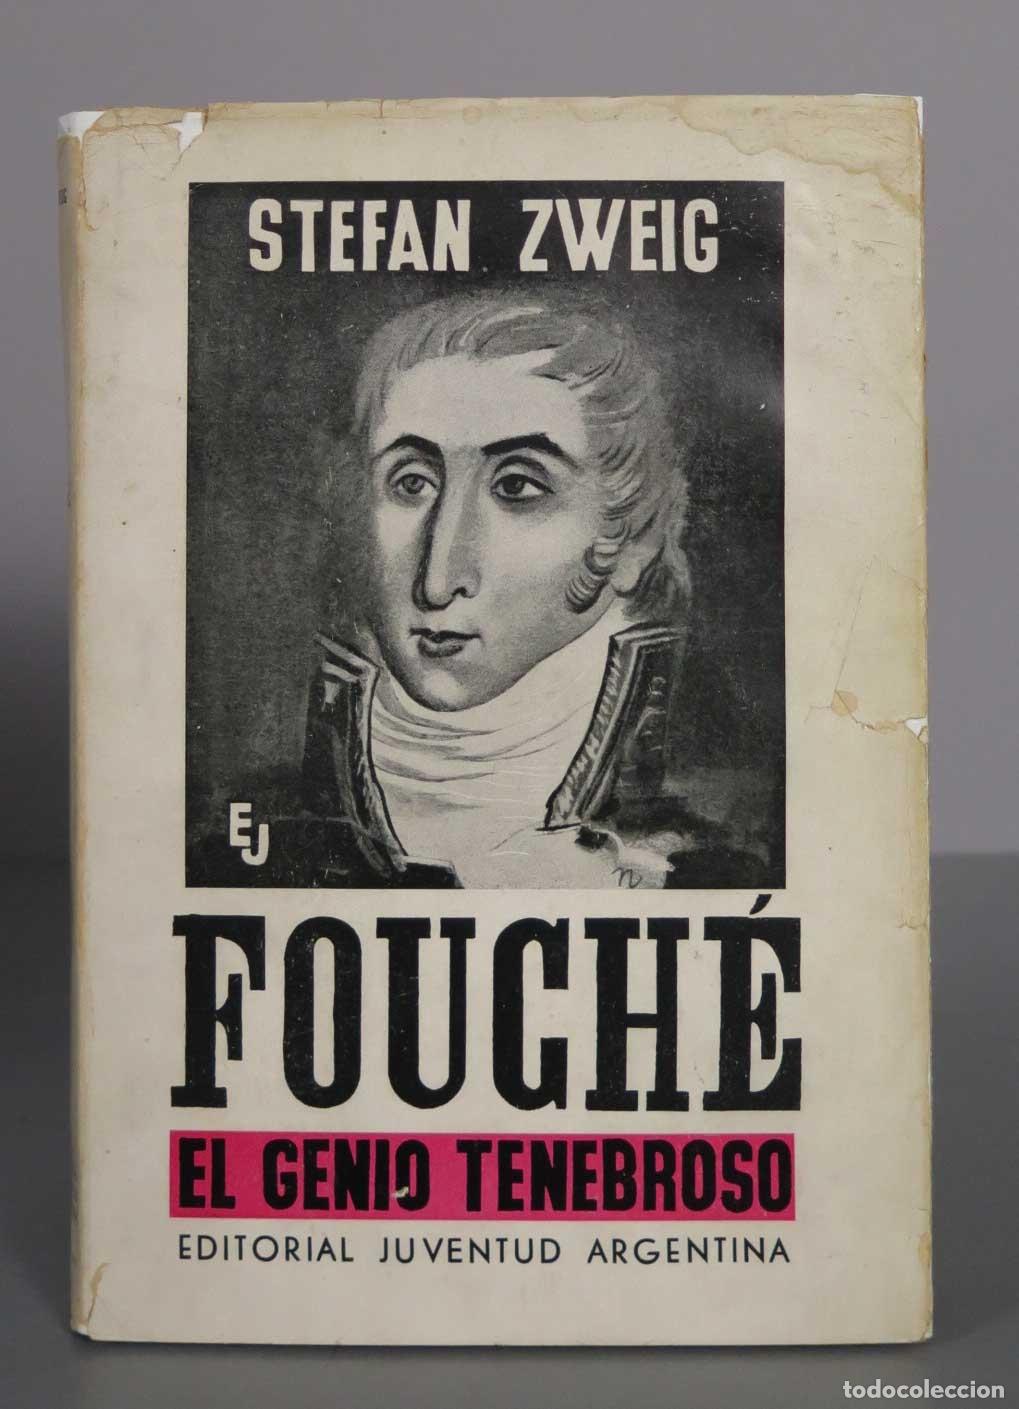 STEFAN ZWEIG
EJ
n
FOUCHÉ
EL GENIO TENEBROSO
EDITORIAL JUVENTUD ARGENTINA
todocoleccion